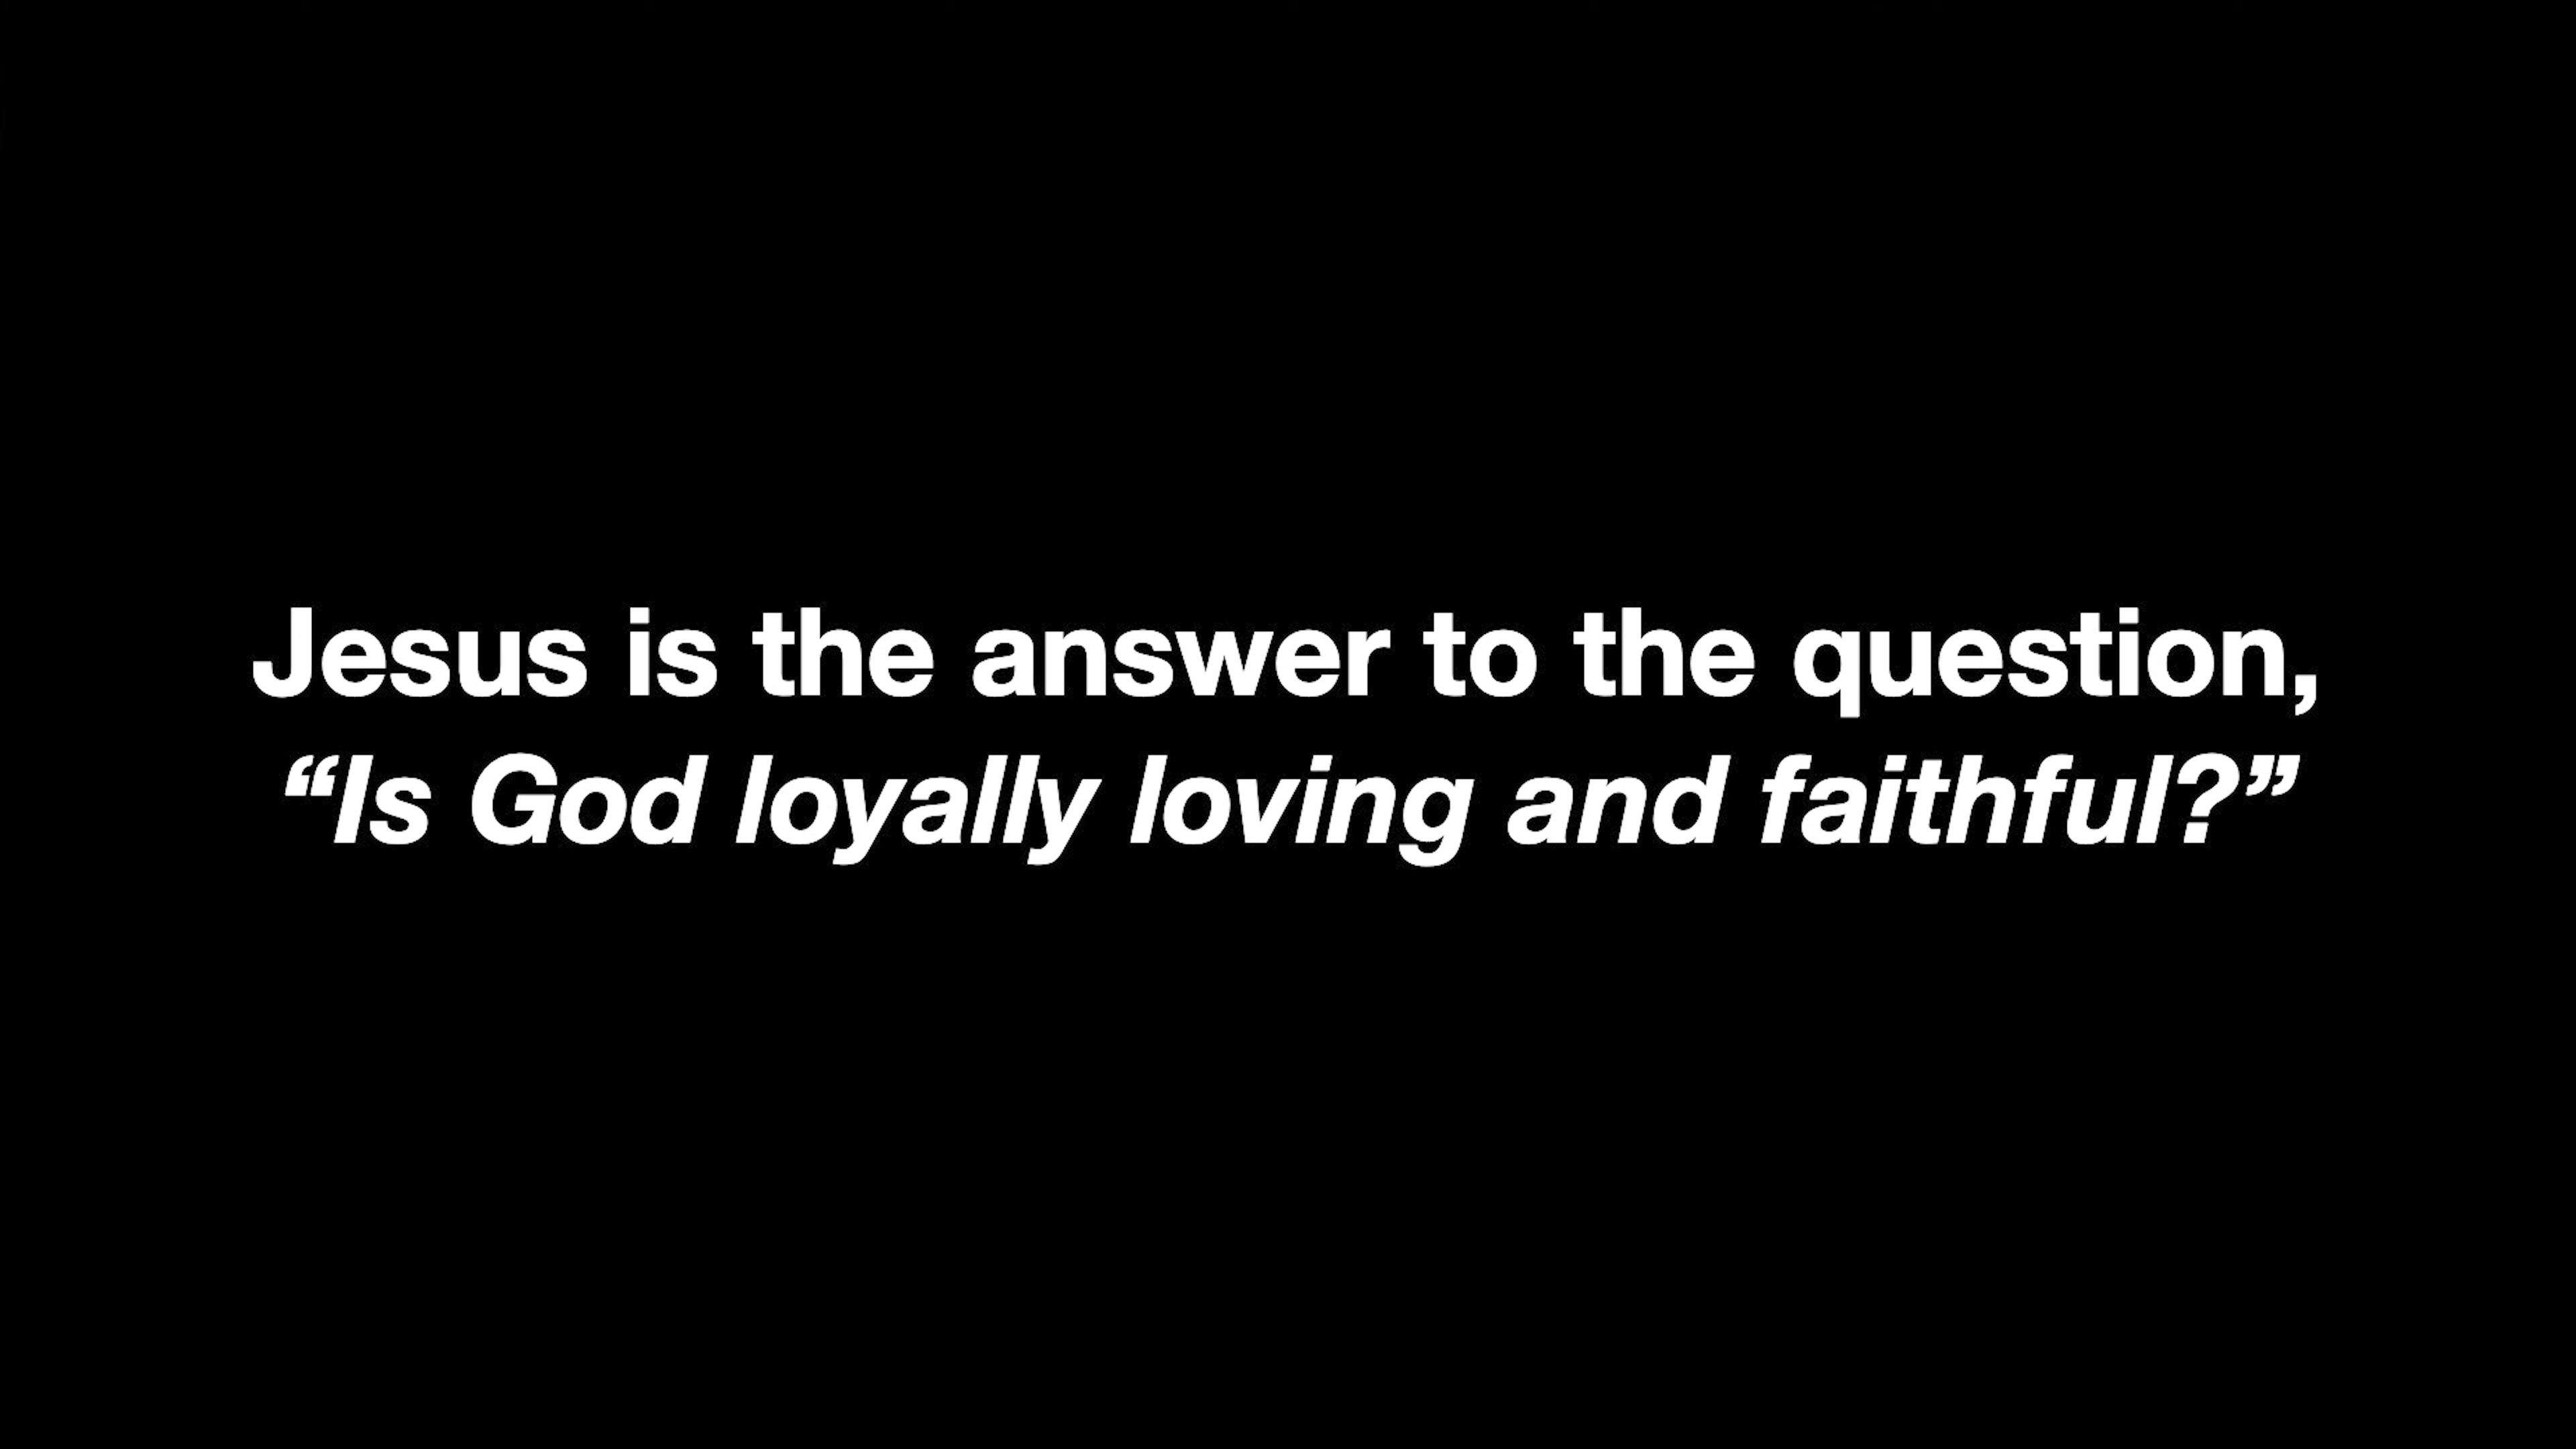 Jesus is the answer to the question,
“Is God loyally loving and faithful?”